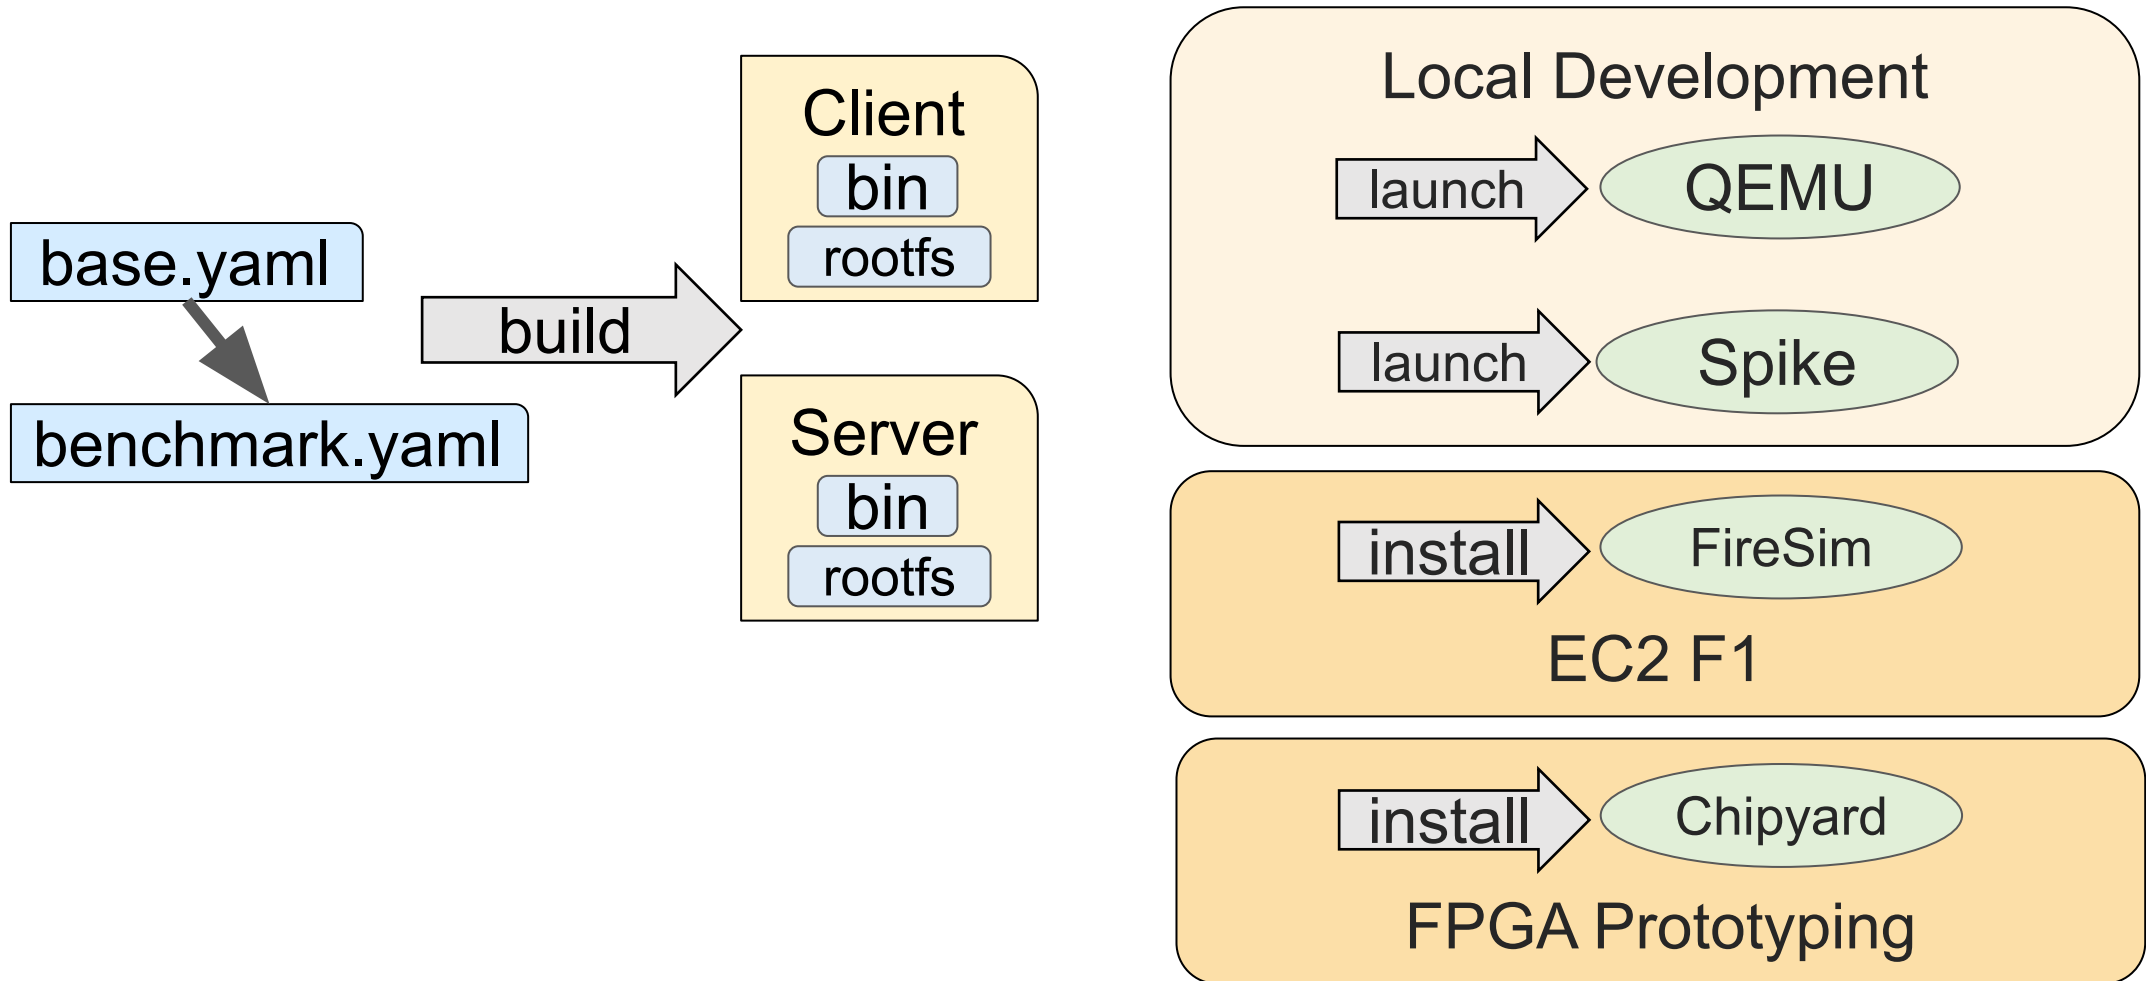 base.yaml
benchmark.yaml
build
Client
bin
rootfs
Server
bin
rootfs
Local Development
launch
QEMU
launch
Spike
install
FireSim
EC2 F1
install
Chipyard
FPGA Prototyping